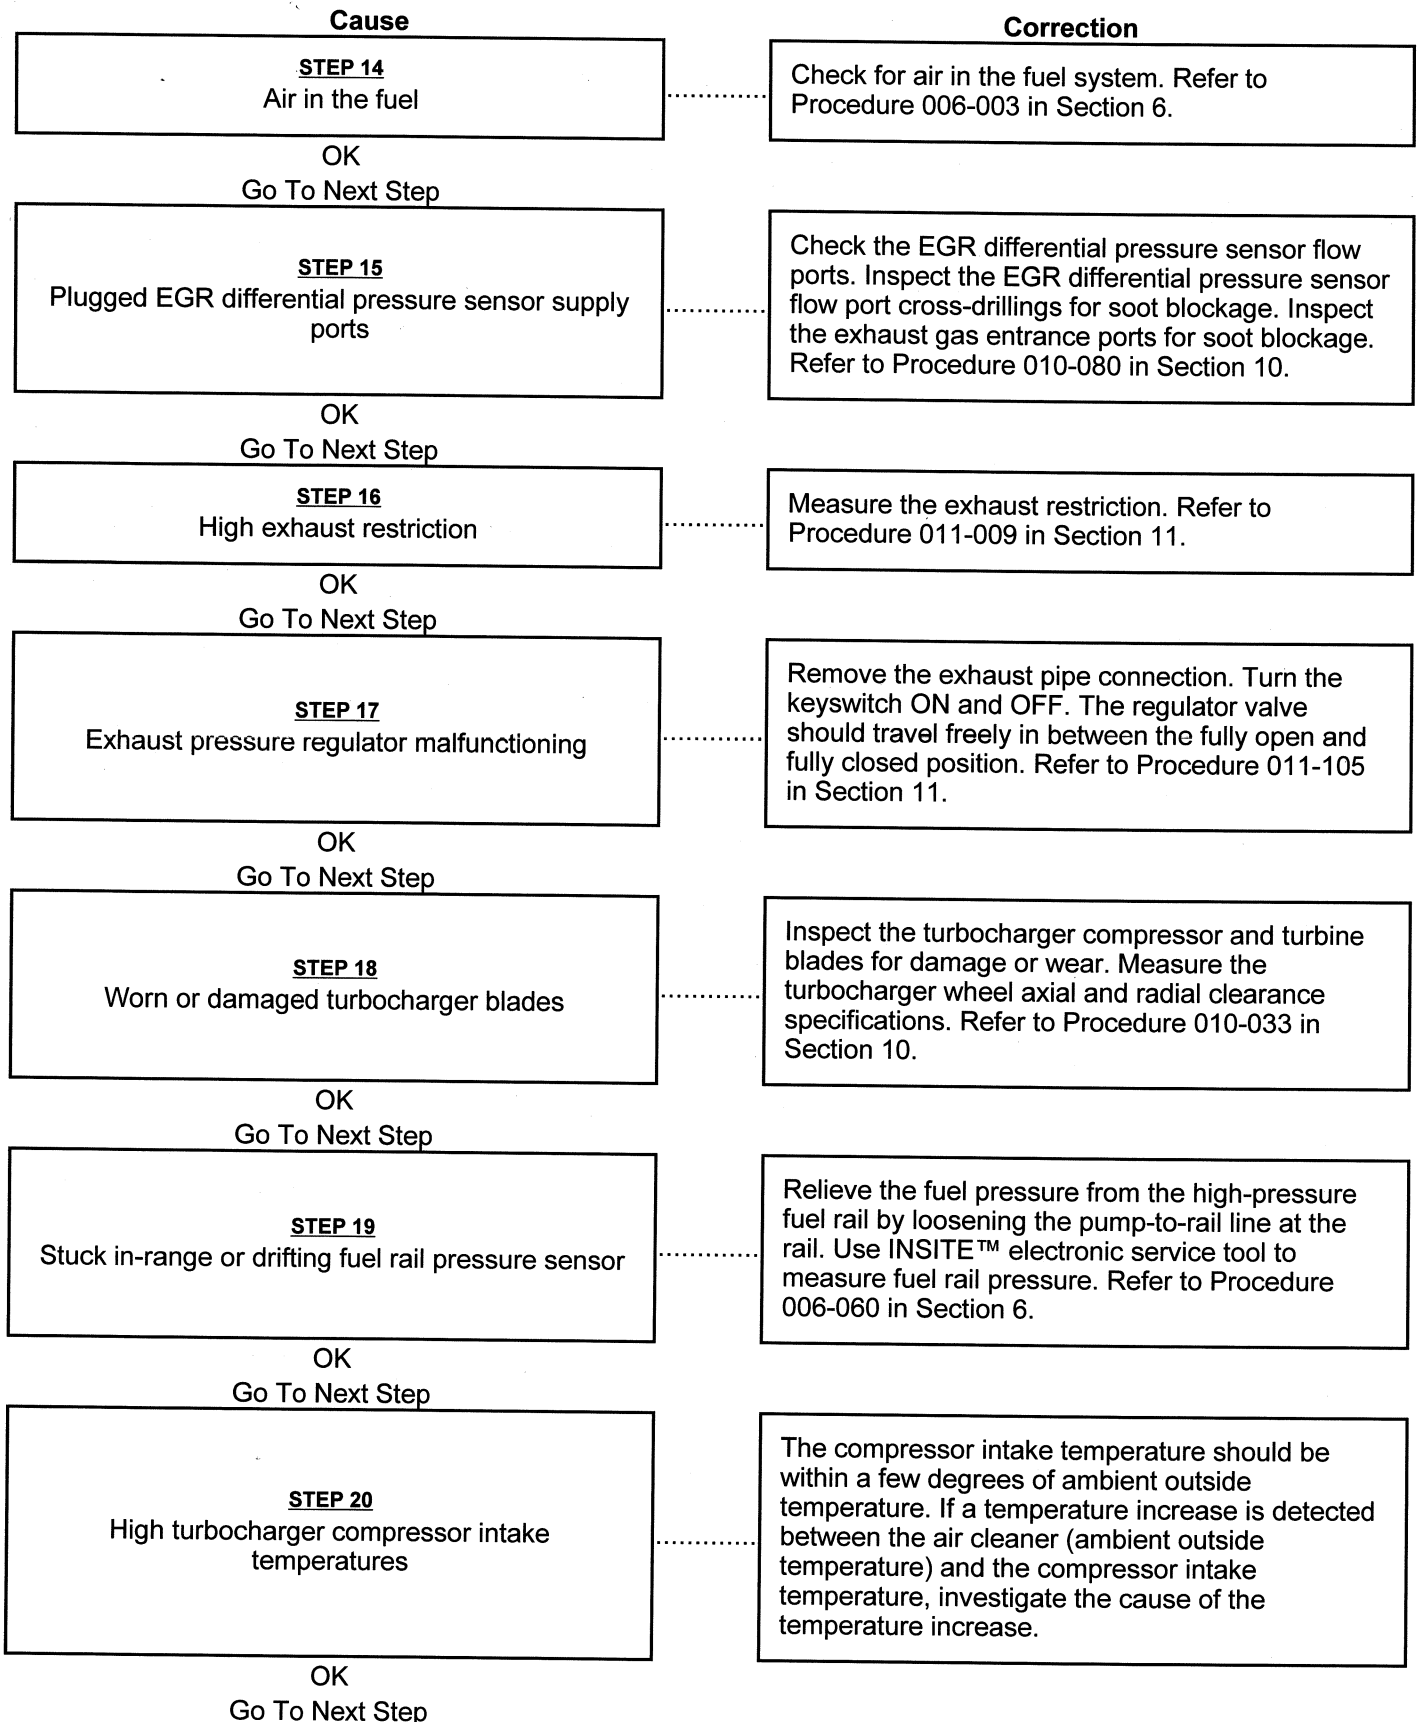 Cause
Correction
STEP 14
Air in the fuel
Check for air in the fuel system. Refer to
Procedure 006-003 in Section 6.
OK
Go To Next Step
STEP 15
Plugged EGR differential pressure sensor supply
ports
Check the EGR differential pressure sensor flow
ports. Inspect the EGR differential pressure sensor
flow port cross-drillings for soot blockage. Inspect
the exhaust gas entrance ports for soot blockage.
Refer to Procedure 010-080 in Section 10.
OK
Go To Next Step
STEP 16
High exhaust restriction
Measure the exhaust restriction. Refer to
Procedure 011-009 in Section 11.
OK
Go To Next Step
STEP 17
Exhaust pressure regulator malfunctioning
Remove the exhaust pipe connection. Turn the
keyswitch ON and OFF. The regulator valve
should travel freely in between the fully open and
fully closed position. Refer to Procedure 011-105
in Section 11.
OK
Go To Next Step
STEP 18
Worn or damaged turbocharger blades
Inspect the turbocharger compressor and turbine
blades for damage or wear. Measure the
turbocharger wheel axial and radial clearance
specifications. Refer to Procedure 010-033 in
Section 10.
OK
Go To Next Step
STEP 19
Stuck in-range or drifting fuel rail pressure sensor
Relieve the fuel pressure from the high-pressure
fuel rail by loosening the pump-to-rail line at the
rail. Use INSITE™ electronic service tool to
measure fuel rail pressure. Refer to Procedure
006-060 in Section 6.
OK
Go To Next Step
STEP 20
High turbocharger compressor intake
temperatures
The compressor intake temperature should be
within a few degrees of ambient outside
temperature. If a temperature increase is detected
between the air cleaner (ambient outside
temperature) and the compressor intake
temperature, investigate the cause of the
temperature increase.
OK
Go To Next Step